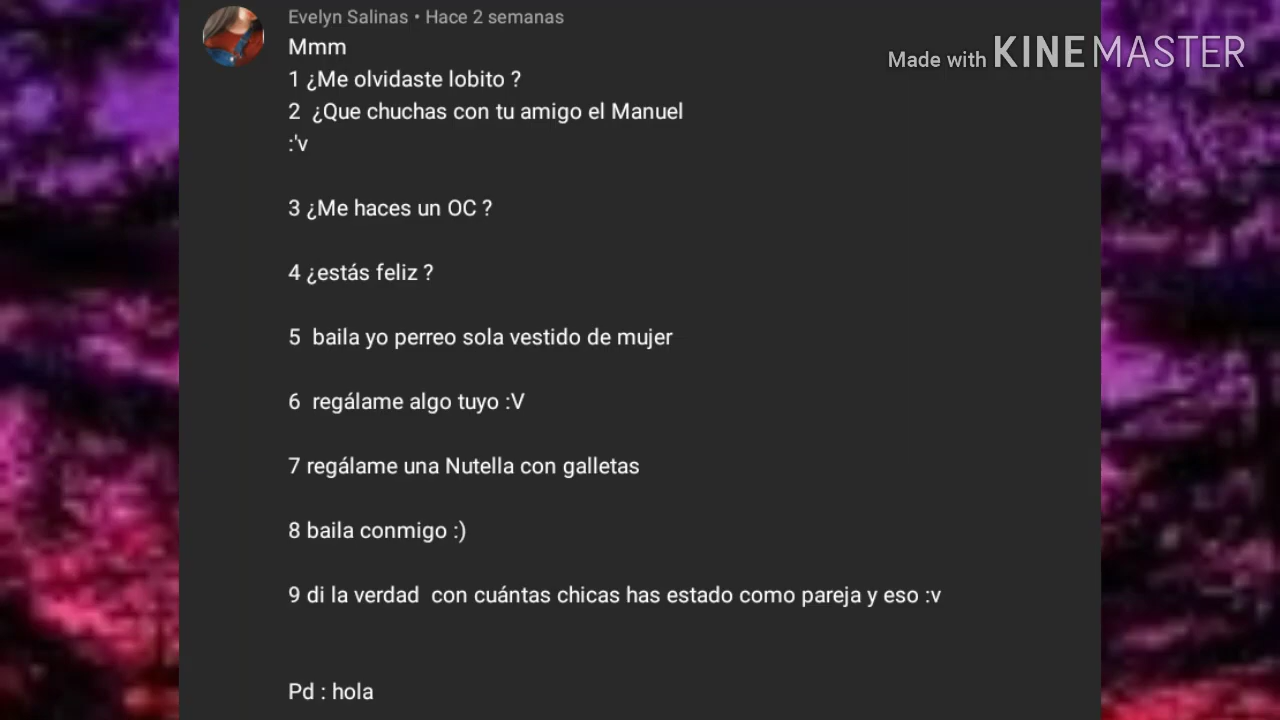 Evelyn Salinas • Hace 2 semanas
Mmm
Made with KINEMASTER
1 ¿Me olvidaste lobito ?
2  ¿Que chuchas con tu amigo el Manuel
:'v
3 ¿Me haces un OC ?
4 ¿estás feliz ?
5  baila yo perreo sola vestido de mujer
6  regálame algo tuyo :V
7 regálame una Nutella con galletas
8 baila conmigo :)
9 di la verdad  con cuántas chicas has estado como pareja y eso :v
Pd : hola